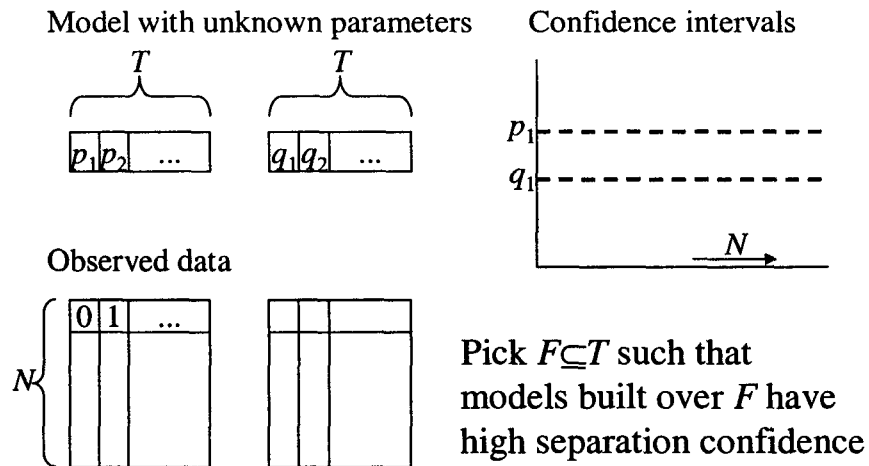 Model with unknown parameters
T
T
p1 p2 ...
q1 q2 ...
Confidence intervals
p1
q1
N
Observed data
N
0 1 ...
Pick F⊆T such that
models built over F have
high separation confidence